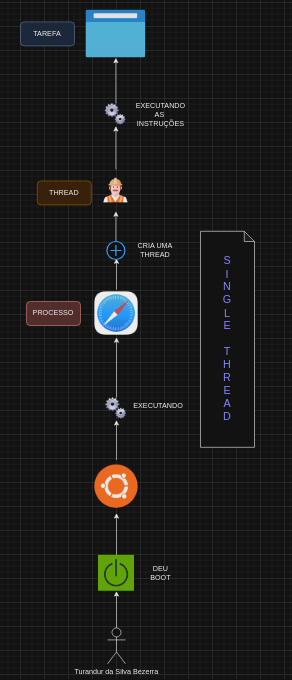 TAREFA
EXECUTANDO
AS
INSTRUÇÕES
THREAD
CRIA UMA
THREAD
PROCESSO
SINGLE THREAD
EXECUTANDO
DEU
BOOT
Turandur da Silva Bezerra